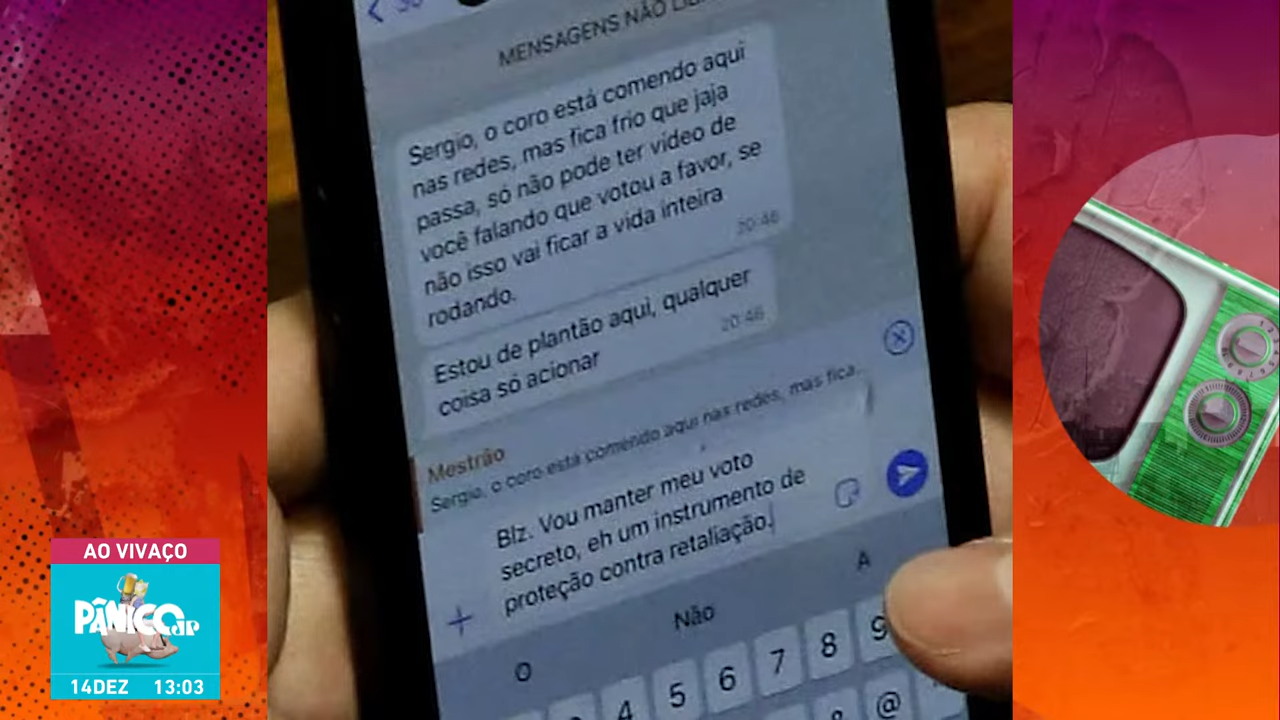 MENSAGENS NÃO
Sergio, o coro está comendo aqui
nas redes, mas fica frio que jaja
passa, só não pode ter video de
você falando que votou a favor, se
não isso vai ficar a vida inteira
rodando.
20:46
Estou de plantão aqui, qualquer
coisa só acionar
20:46
Mestrão
Sergio, o coro está comendo aqui nas redes, mas fica...
Blz. Vou manter meu voto
secreto, eh um instrumento de
proteção contra retaliação.
O
Não
A
4 5 6 7 8 9
& @
AO VIVAÇO
PÂNICO JP
14DEZ 13:03